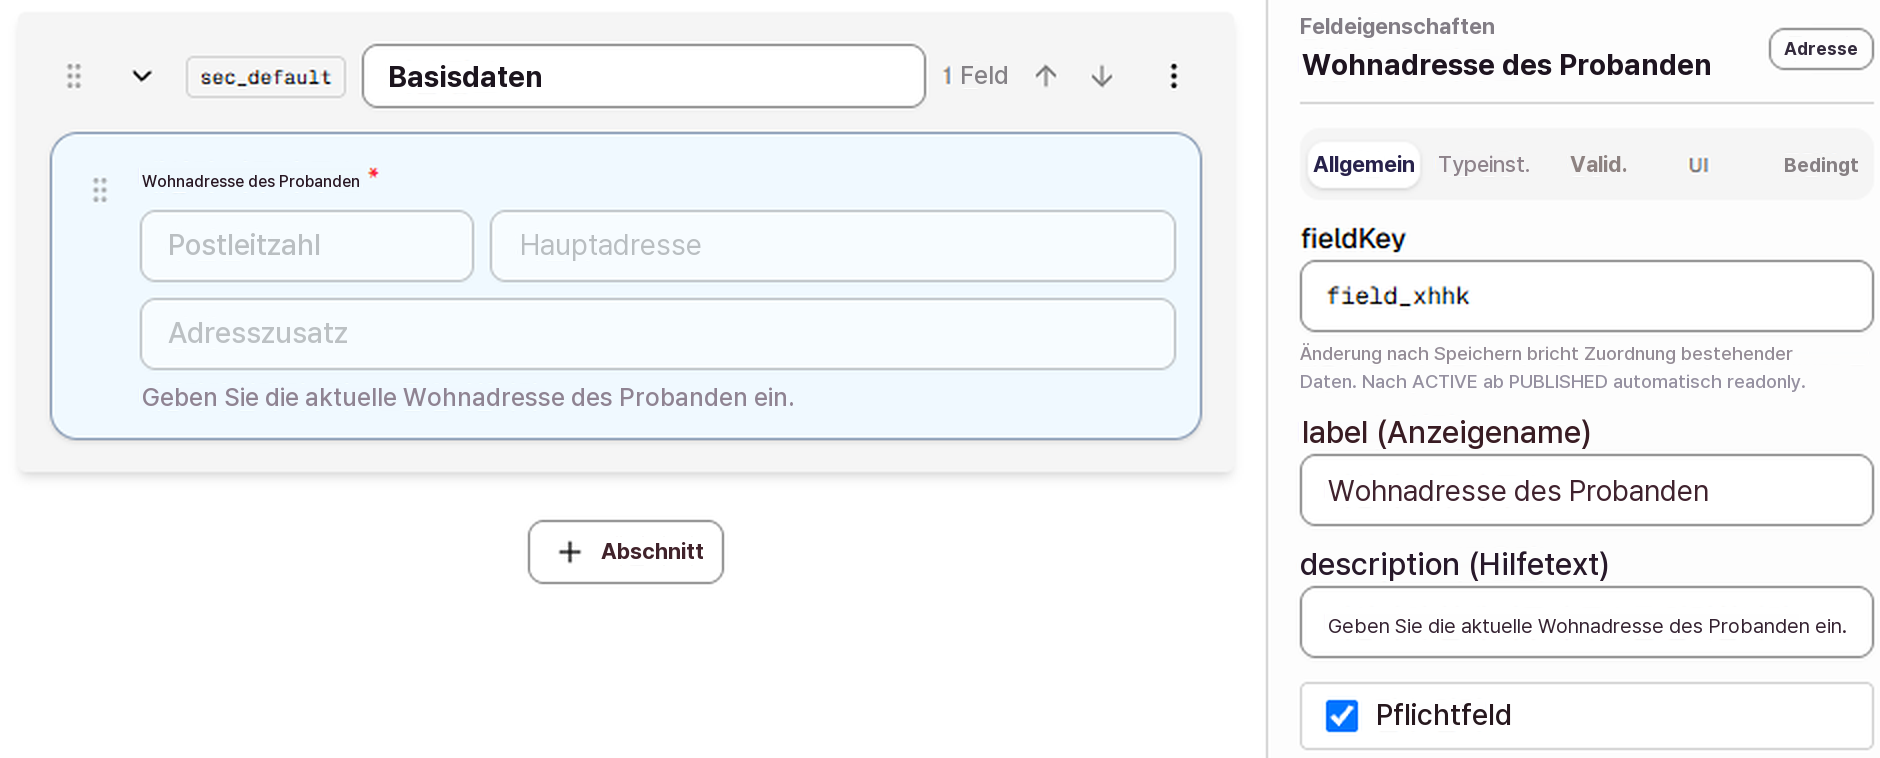 sec_default
Basisdaten
1 Feld
Wohnadresse des Probanden *
Postleitzahl
Hauptadresse
Adresszusatz
Geben Sie die aktuelle Wohnadresse des Probanden ein.
+ Abschnitt
Feldeigenschaften
Wohnadresse des Probanden
Adresse
Allgemein
Typeinst.
Valid.
UI
Bedingt
fieldKey
field_xhhk
Änderung nach Speichern bricht Zuordnung bestehender
Daten. Nach ACTIVE ab PUBLISHED automatisch readonly.
label (Anzeigename)
Wohnadresse des Probanden
description (Hilfetext)
Geben Sie die aktuelle Wohnadresse des Probanden ein.
Pflichtfeld